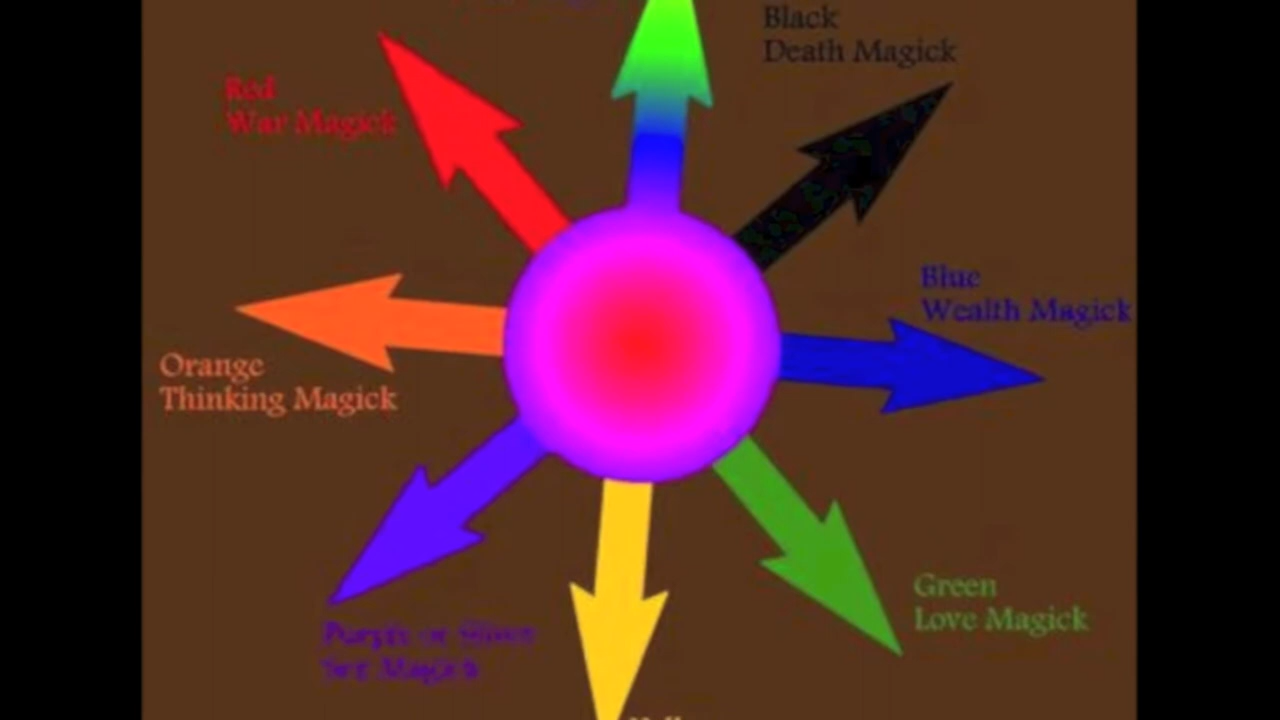 Black
Death Magick
Red
War Magick
Blue
Wealth Magick
Orange
Thinking Magick
Green
Love Magick
Purple or Silver
Sex Magick